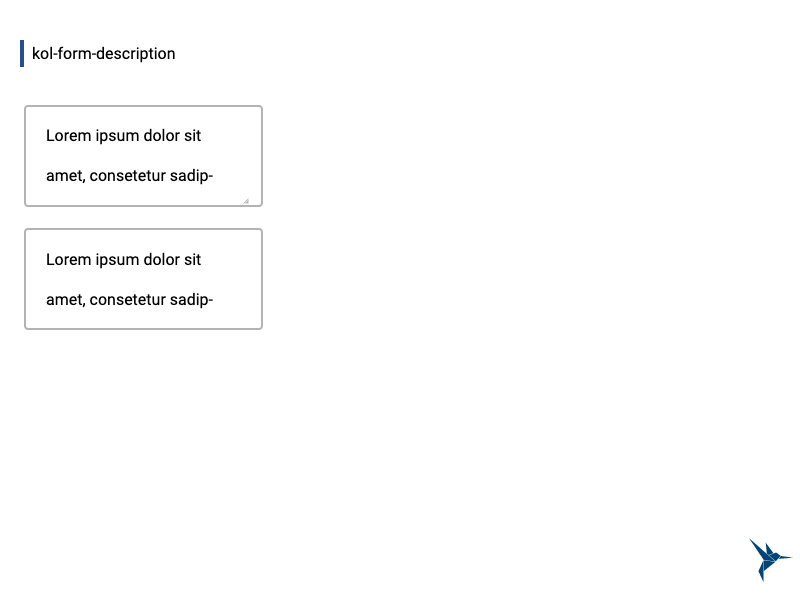 kol-form-description
Lorem ipsum dolor sit
amet, consetetur sadip-
Lorem ipsum dolor sit
amet, consetetur sadip-